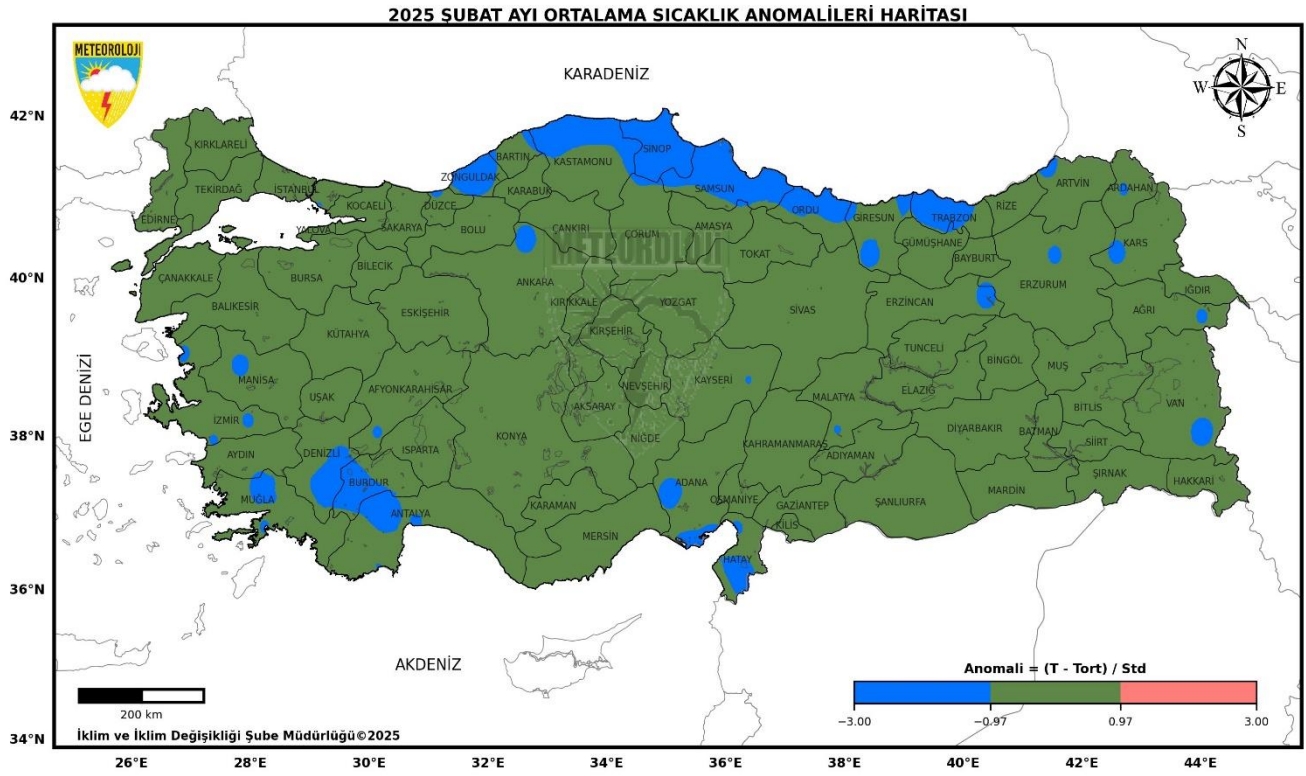 2025 ŞUBAT AYI ORTALAMA SICAKLIK ANOMALİLERİ HARİTASI
METEOROLOJİ
KARADENİZ
N
W E
S
42°N
40°N
38°N
36°N
34°N
KIRKLARELİ
TEKİRDAĞ
İSTANBUL
EDİRNE
YALOVA
KOCAELİ
SAKARYA
DÜZCE
ZONGULDAK
BARTIN
KARABÜK
KASTAMONU
SİNOP
SAMSUN
ORDU
GİRESUN
TRABZON
RİZE
ARTVİN
ARDAHAN
BOLU
ÇANKIRI
ÇORUM
AMASYA
TOKAT
GÜMÜŞHANE
BAYBURT
KARS
METEOROLOJİ
ÇANAKKALE
BURSA
BİLECİK
ANKARA
KIRIKKALE
YOZGAT
SİVAS
ERZİNCAN
ERZURUM
IĞDIR
AĞRI
BALIKESİR
KÜTAHYA
ESKİŞEHİR
KIRŞEHİR
TUNCELİ
BİNGÖL
MUŞ
MANİSA
UŞAK
AFYONKARAHİSAR
NEVŞEHİR
KAYSERİ
MALATYA
ELAZIĞ
BİTLİS
VAN
EGE DENİZİ
İZMİR
AKSARAY
AYDIN
DENİZLİ
ISPARTA
KONYA
NİĞDE
KAHRAMANMARAŞ
ADIYAMAN
DİYARBAKIR
BATMAN
SİİRT
ŞIRNAK
HAKKARİ
MUĞLA
BURDUR
ANTALYA
KARAMAN
MERSİN
ADANA
OSMANİYE
GAZİANTEP
KİLİS
ŞANLIURFA
MARDİN
HATAY
AKDENİZ
Anomali = (T - Tort) / Std
−3.00 −0.97 0.97 3.00
200 km
İklim ve İklim Değişikliği Şube Müdürlüğü©2025
26°E 28°E 30°E 32°E 34°E 36°E 38°E 40°E 42°E 44°E